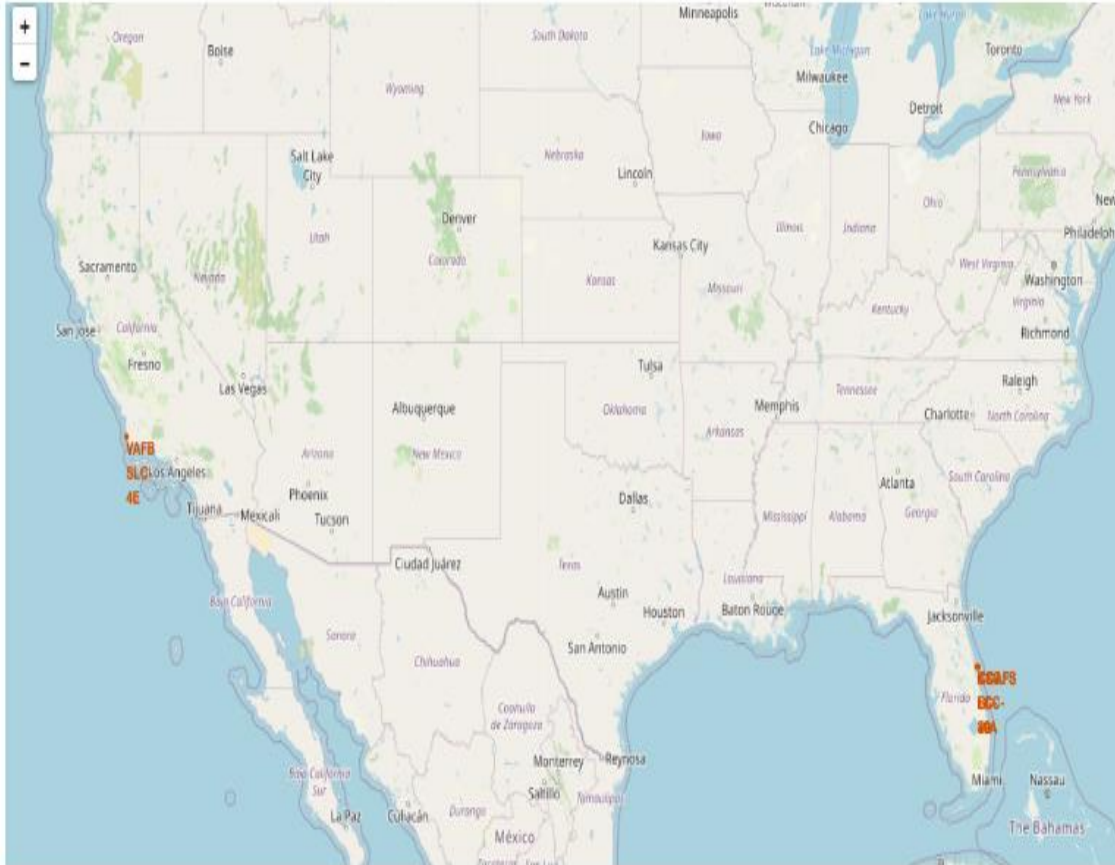 +
−
Minneapolis
Oregon
Boise
South Dakota
Lake Michigan
Toronto
Milwaukee
Wyoming
Detroit
New York
Chicago
Iowa
Salt Lake
City
Nebraska
Lincoln
Pennsylvania
New
Denver
Ohio
Utah
Illinois
Indiana
Philadelph
Kansas City
Sacramento
Nevada
Colorado
Kansas
Missouri
West Virginia
Washington
Virginia
Kentucky
San Jose
California
Richmond
Fresno
Las Vegas
Tulsa
Raleigh
Tennessee
Albuquerque
Oklahoma
Memphis
Charlotte
North Carolina
Arkansas
VAFB
SLC
4E
Los Angeles
Arizona
New Mexico
South Carolina
Phoenix
Tucson
Dallas
Atlanta
Mississippi
Alabama
Georgia
Tijuana
Mexicali
Ciudad Juárez
Texas
Louisiana
Baja California
Austin
Houston
Baton Rouge
Jacksonville
Sonora
San Antonio
Chihuahua
Florida
Coahuila
de Zaragoza
Monterrey
Reynosa
Baja California
Sur
Saltillo
Tamaulipas
Miami
Nassau
La Paz
Culiacán
Durango
México
The Bahamas